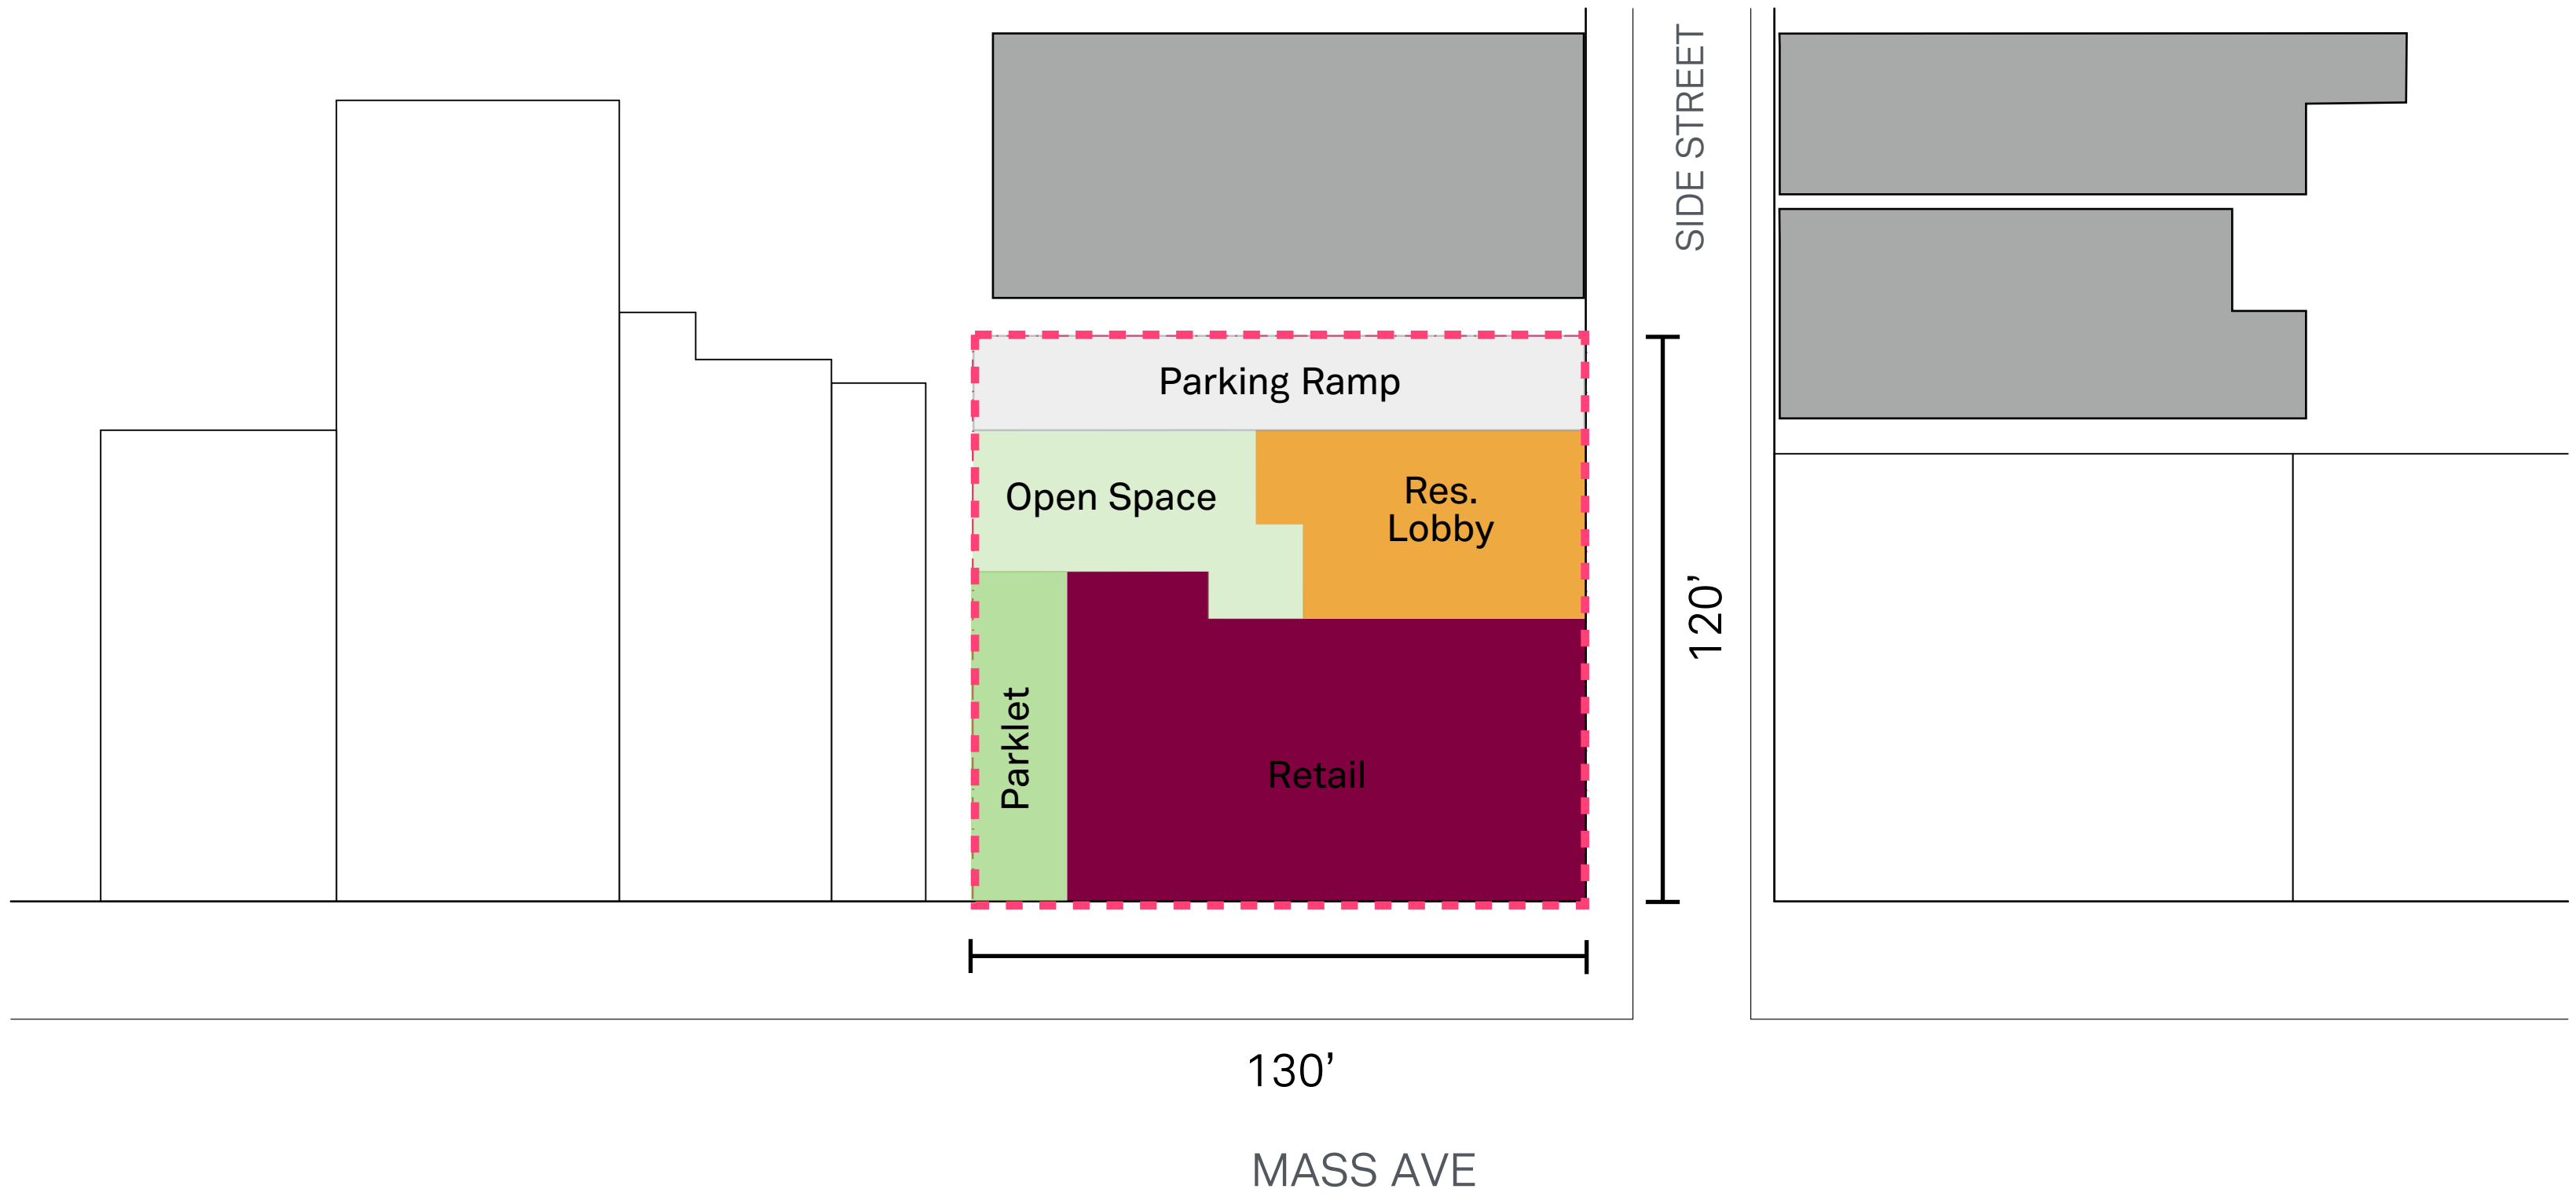 SIDE STREET
Parking Ramp
Open Space
Res.
Lobby
120’
Parklet
Retail
130’
MASS AVE